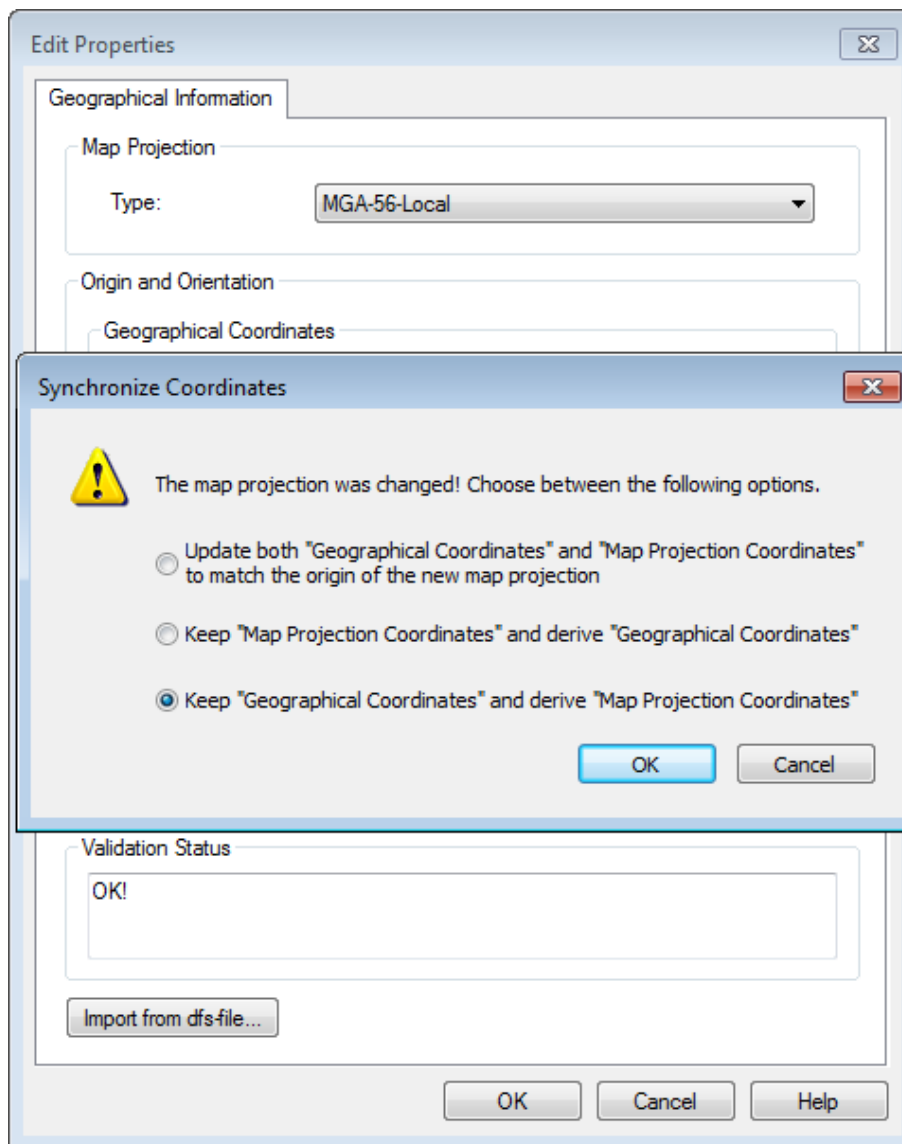 Edit Properties
Geographical Information
Map Projection
Type: MGA-56-Local
Origin and Orientation
Geographical Coordinates
Synchronize Coordinates
The map projection was changed! Choose between the following options.
Update both "Geographical Coordinates" and "Map Projection Coordinates"
to match the origin of the new map projection
Keep "Map Projection Coordinates" and derive "Geographical Coordinates"
Keep "Geographical Coordinates" and derive "Map Projection Coordinates"
OK Cancel
Validation Status
OK!
Import from dfs-file...
OK Cancel Help